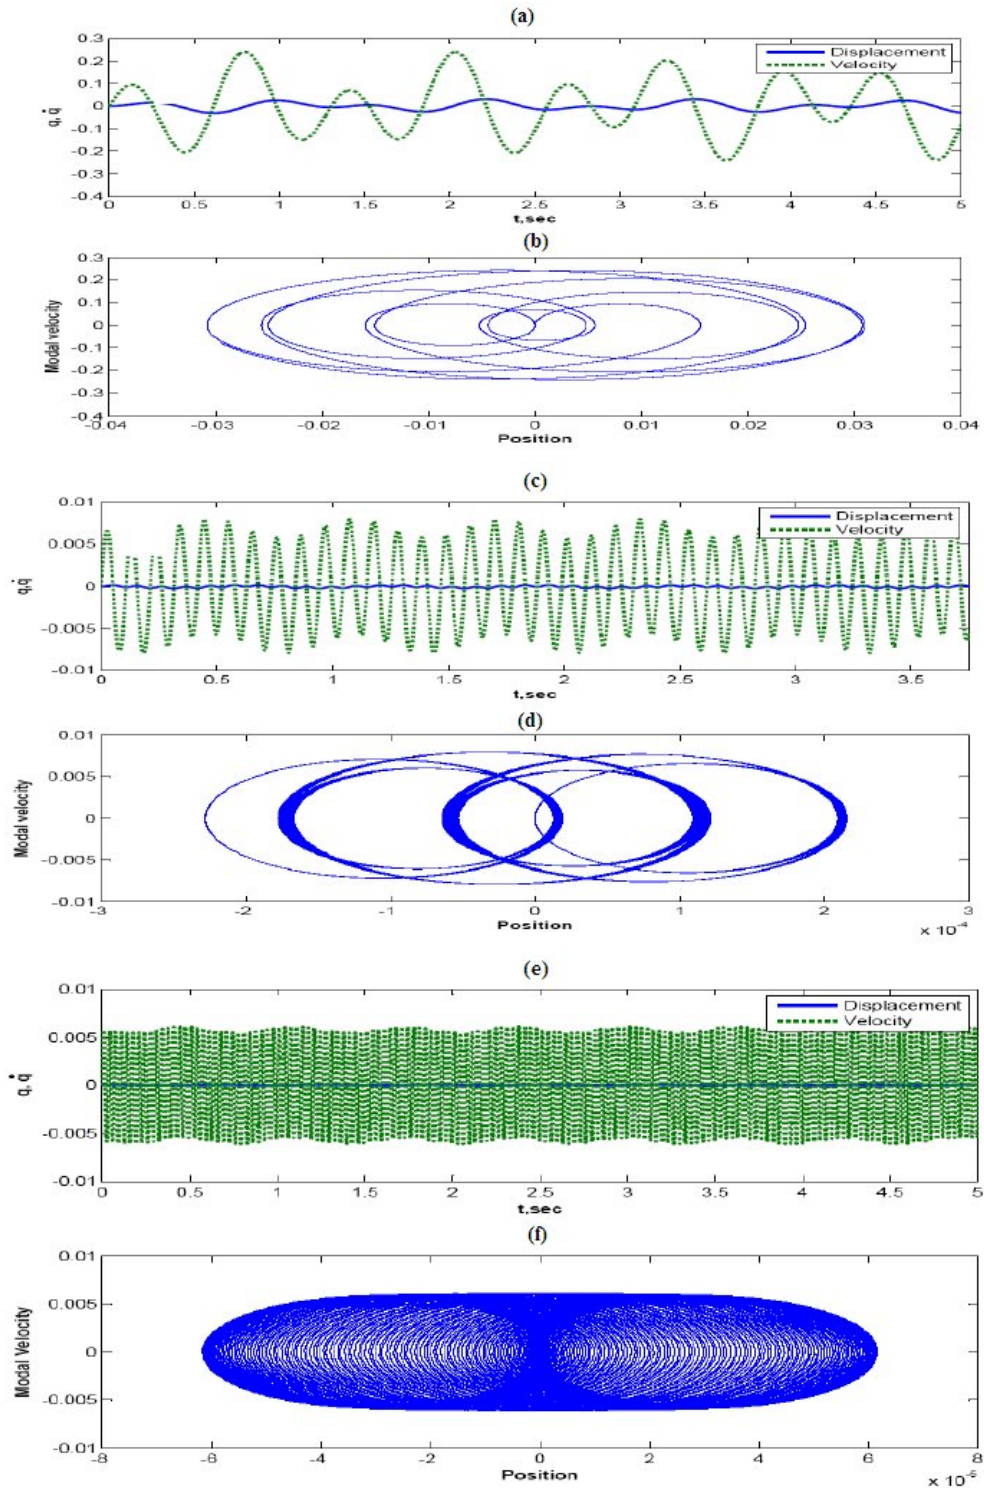 (a)
0.3
0.2
0.1
0
-0.1
-0.2
-0.3
-0.4
q, q̇
Displacement
Velocity
0 0.5 1 1.5 2 2.5 3 3.5 4 4.5 5
t,sec
(b)
0.3
0.2
0.1
0
-0.1
-0.2
-0.3
-0.4
Modal velocity
-0.04 -0.03 -0.02 -0.01 0 0.01 0.02 0.03 0.04
Position
(c)
0.01
0.005
0
-0.005
-0.01
q,q̇
Displacement
Velocity
0 0.5 1 1.5 2 2.5 3 3.5
t,sec
(d)
0.01
0.005
0
-0.005
-0.01
Modal velocity
-3 -2 -1 0 1 2 3
Position
x 10⁻⁴
(e)
0.01
0.005
0
-0.005
-0.01
q, q̇
Displacement
Velocity
0 0.5 1 1.5 2 2.5 3 3.5 4 4.5 5
t,sec
(f)
0.01
0.005
0
-0.005
-0.01
Modal Velocity
-8 -6 -4 -2 0 2 4 6 8
Position